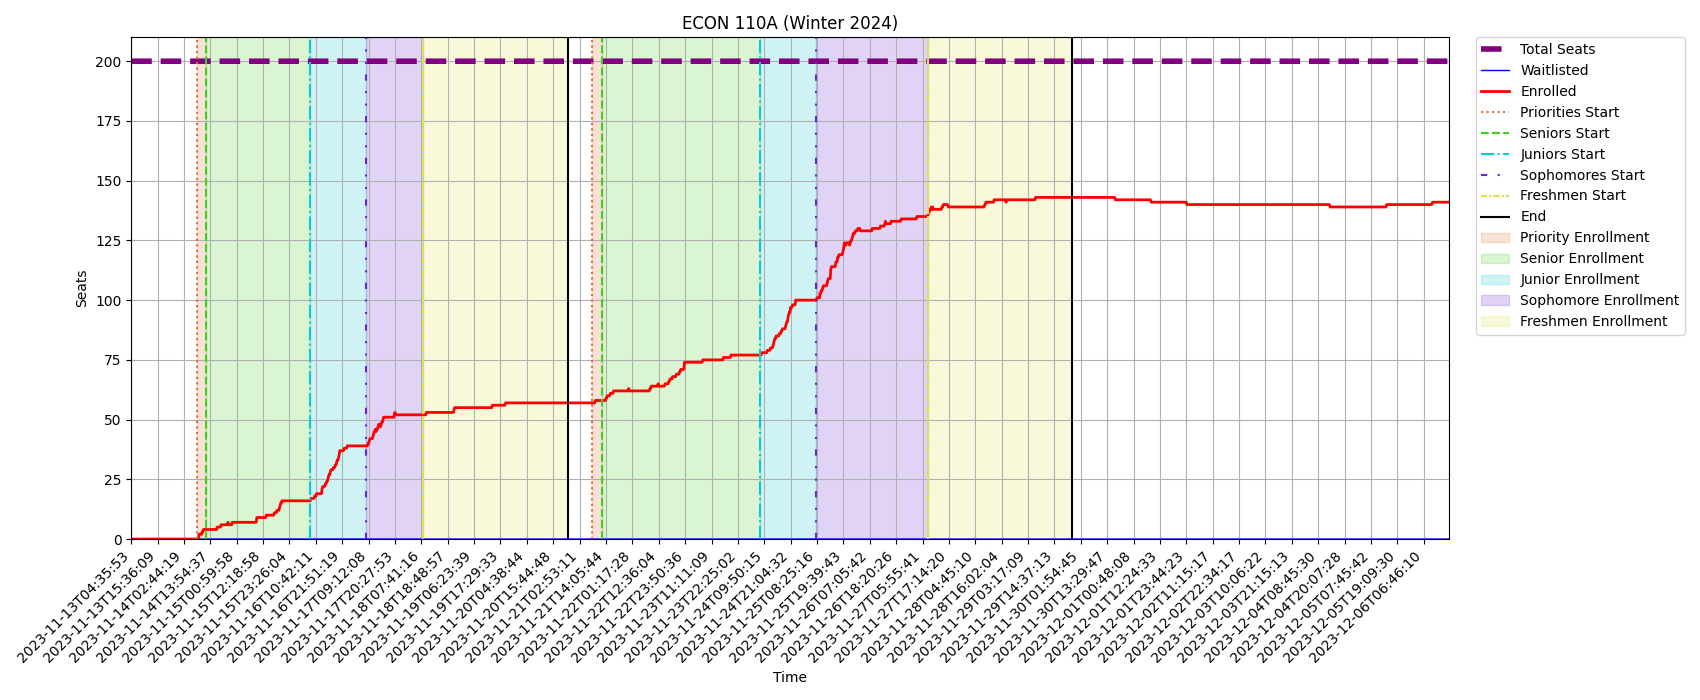 ECON 110A (Winter 2024)
Seats
200
175
150
125
100
75
50
25
0
2023-11-13T04:35:53
2023-11-13T15:36:09
2023-11-14T02:44:19
2023-11-14T13:54:37
2023-11-15T00:59:58
2023-11-15T12:18:58
2023-11-15T23:26:04
2023-11-16T10:42:11
2023-11-16T21:51:19
2023-11-17T09:12:08
2023-11-17T20:27:53
2023-11-18T07:41:16
2023-11-18T18:48:57
2023-11-19T06:23:39
2023-11-19T17:29:33
2023-11-20T04:38:44
2023-11-20T15:44:48
2023-11-21T02:53:11
2023-11-21T14:05:44
2023-11-22T01:17:28
2023-11-22T12:36:04
2023-11-22T23:50:36
2023-11-23T11:11:09
2023-11-23T22:25:02
2023-11-24T09:50:15
2023-11-24T21:04:32
2023-11-25T08:25:16
2023-11-25T19:39:43
2023-11-26T07:05:42
2023-11-26T18:20:26
2023-11-27T05:55:41
2023-11-27T17:14:20
2023-11-28T04:45:10
2023-11-28T16:02:04
2023-11-29T03:17:09
2023-11-29T14:37:13
2023-11-30T01:54:45
2023-11-30T13:29:47
2023-12-01T00:48:08
2023-12-01T12:24:33
2023-12-01T23:44:23
2023-12-02T11:15:17
2023-12-02T22:34:17
2023-12-03T10:06:22
2023-12-03T21:15:13
2023-12-04T08:45:30
2023-12-04T20:07:28
2023-12-05T07:45:42
2023-12-05T19:09:30
2023-12-06T06:46:10
Time
Total Seats
Waitlisted
Enrolled
Priorities Start
Seniors Start
Juniors Start
Sophomores Start
Freshmen Start
End
Priority Enrollment
Senior Enrollment
Junior Enrollment
Sophomore Enrollment
Freshmen Enrollment